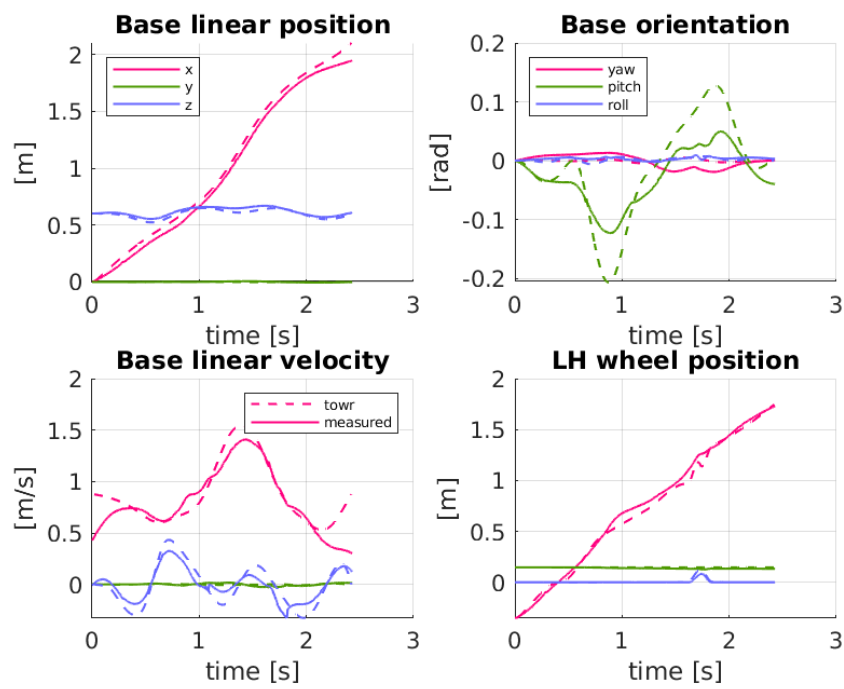 Base linear position
2
1.5
1
0.5
0
[m]
x
y
z
0
1
2
3
time [s]
Base orientation
0.2
0.1
0
-0.1
-0.2
[rad]
yaw
pitch
roll
0
1
2
3
time [s]
Base linear velocity
2
1.5
1
0.5
0
[m/s]
towr
measured
0
1
2
3
time [s]
LH wheel position
2
1.5
1
0.5
0
[m]
0
1
2
3
time [s]